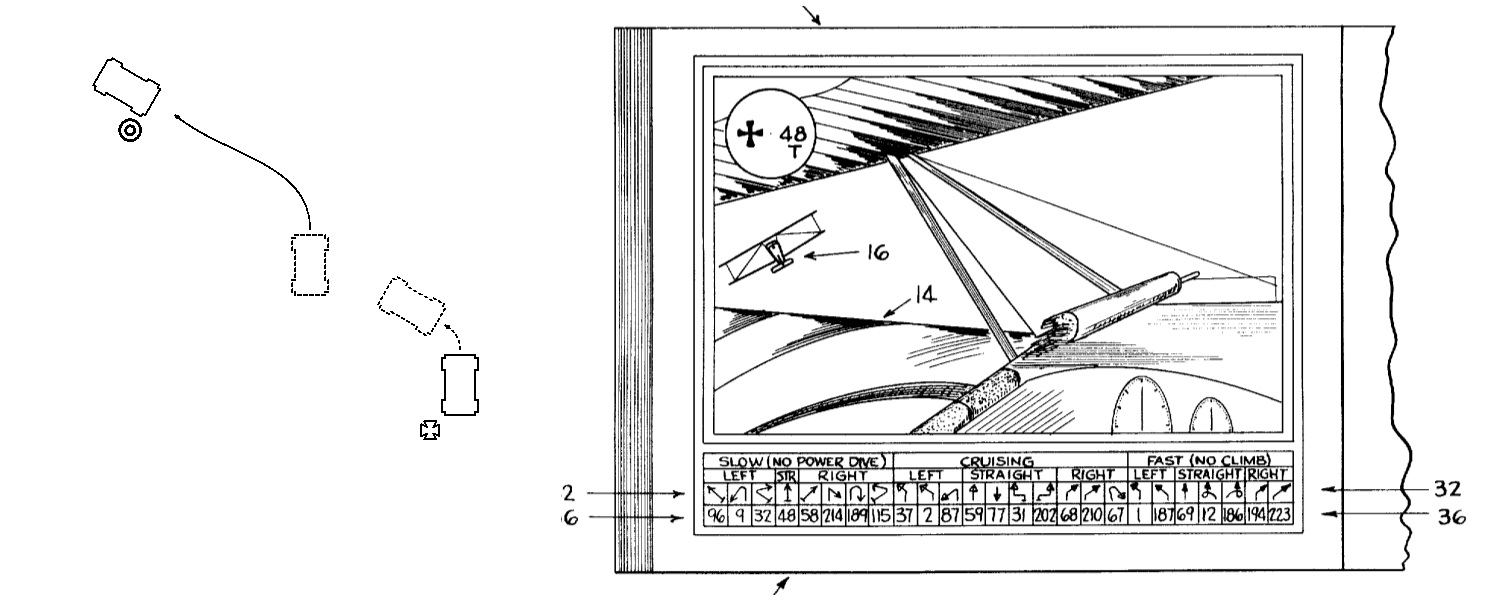 48
T
16
14
SLOW (NO POWER DIVE) CRUISING FAST (NO CLIMB)
LEFT STR RIGHT LEFT STRAIGHT RIGHT LEFT STRAIGHT RIGHT
2 32
96 9 32 48 58 214 189 115 37 2 87 59 77 31 202 68 210 67 1 187 69 12 186 194 223
6 36